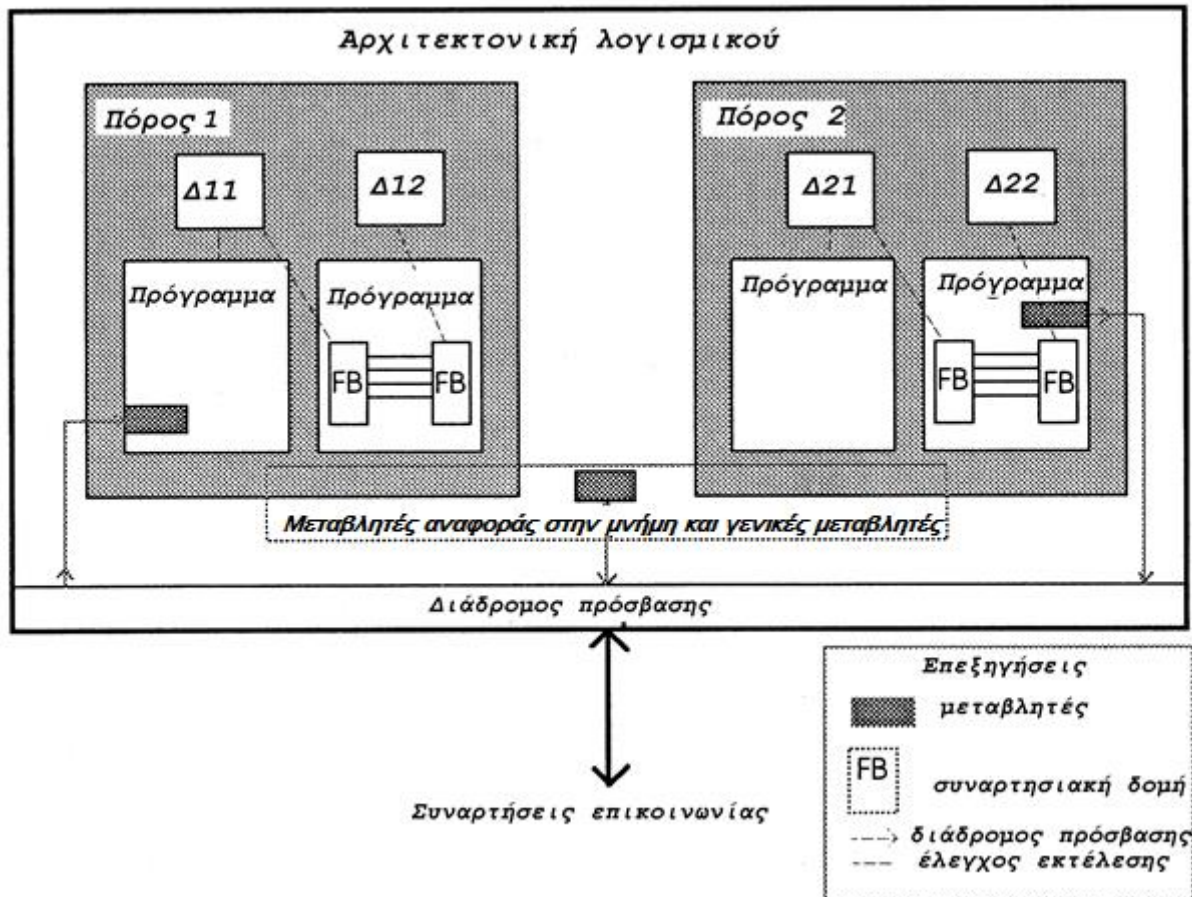 Αρχιτεκτονική λογισμικού
Πόρος 1
Πόρος 2
Δ11
Δ12
Δ21
Δ22
Πρόγραμμα
Πρόγραμμα
Πρόγραμμα
Πρόγραμμα
FB
FB
FB
FB
Μεταβλητές αναφοράς στην μνήμη και γενικές μεταβλητές
Διάδρομος πρόσβασης
Συναρτήσεις επικοινωνίας
Επεξηγήσεις
μεταβλητές
FB
συναρτησιακή δομή
διάδρομος πρόσβασης
έλεγχος εκτέλεσης